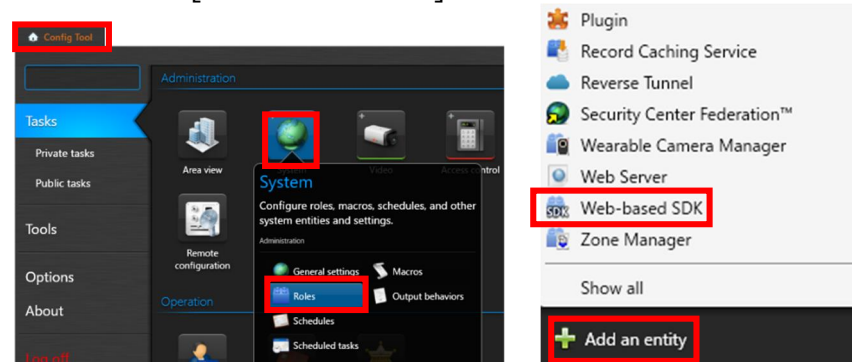 Config Tool
Administration
Tasks
Private tasks
Public tasks
Tools
Options
About
Log off
Area view
Video
Access control
System
Configure roles, macros, schedules, and other
system entities and settings.
Administration
General settings
Macros
Roles
Output behaviors
Schedules
Scheduled tasks
Remote
configuration
Operation
Plugin
Record Caching Service
Reverse Tunnel
Security Center Federation™
Wearable Camera Manager
Web Server
SDK Web-based SDK
Zone Manager
Show all
Add an entity